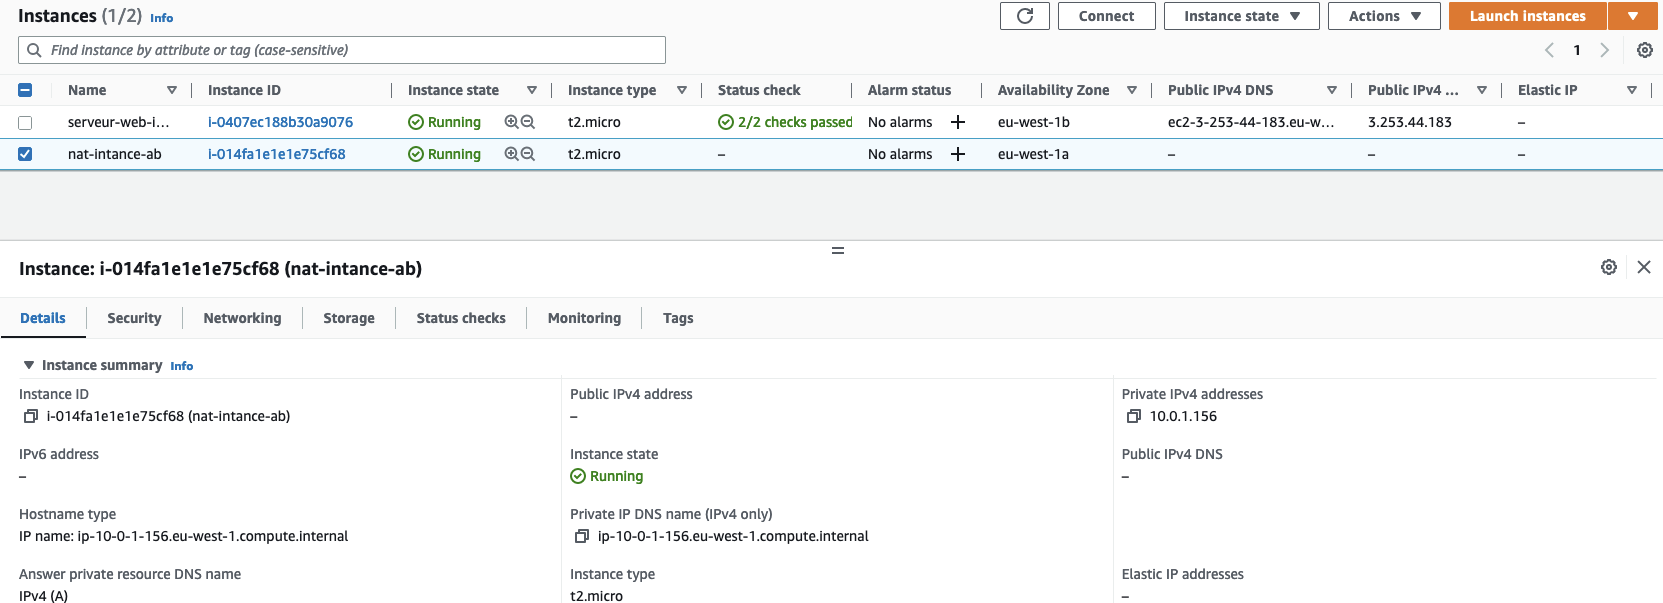 Instances (1/2) Info
Connect Instance state Actions Launch instances
Find instance by attribute or tag (case-sensitive)
1
Name Instance ID Instance state Instance type Status check Alarm status Availability Zone Public IPv4 DNS Public IPv4 ... Elastic IP
serveur-web-i... i-0407ec188b30a9076 Running t2.micro 2/2 checks passed No alarms + eu-west-1b ec2-3-253-44-183.eu-w... 3.253.44.183 –
nat-intance-ab i-014fa1e1e1e75cf68 Running t2.micro – No alarms + eu-west-1a – – –
Instance: i-014fa1e1e1e75cf68 (nat-intance-ab)
Details Security Networking Storage Status checks Monitoring Tags
Instance summary Info
Instance ID Public IPv4 address Private IPv4 addresses
i-014fa1e1e1e75cf68 (nat-intance-ab) – 10.0.1.156
IPv6 address Instance state Public IPv4 DNS
– Running –
Hostname type Private IP DNS name (IPv4 only)
IP name: ip-10-0-1-156.eu-west-1.compute.internal ip-10-0-1-156.eu-west-1.compute.internal
Answer private resource DNS name Instance type Elastic IP addresses
IPv4 (A) t2.micro –